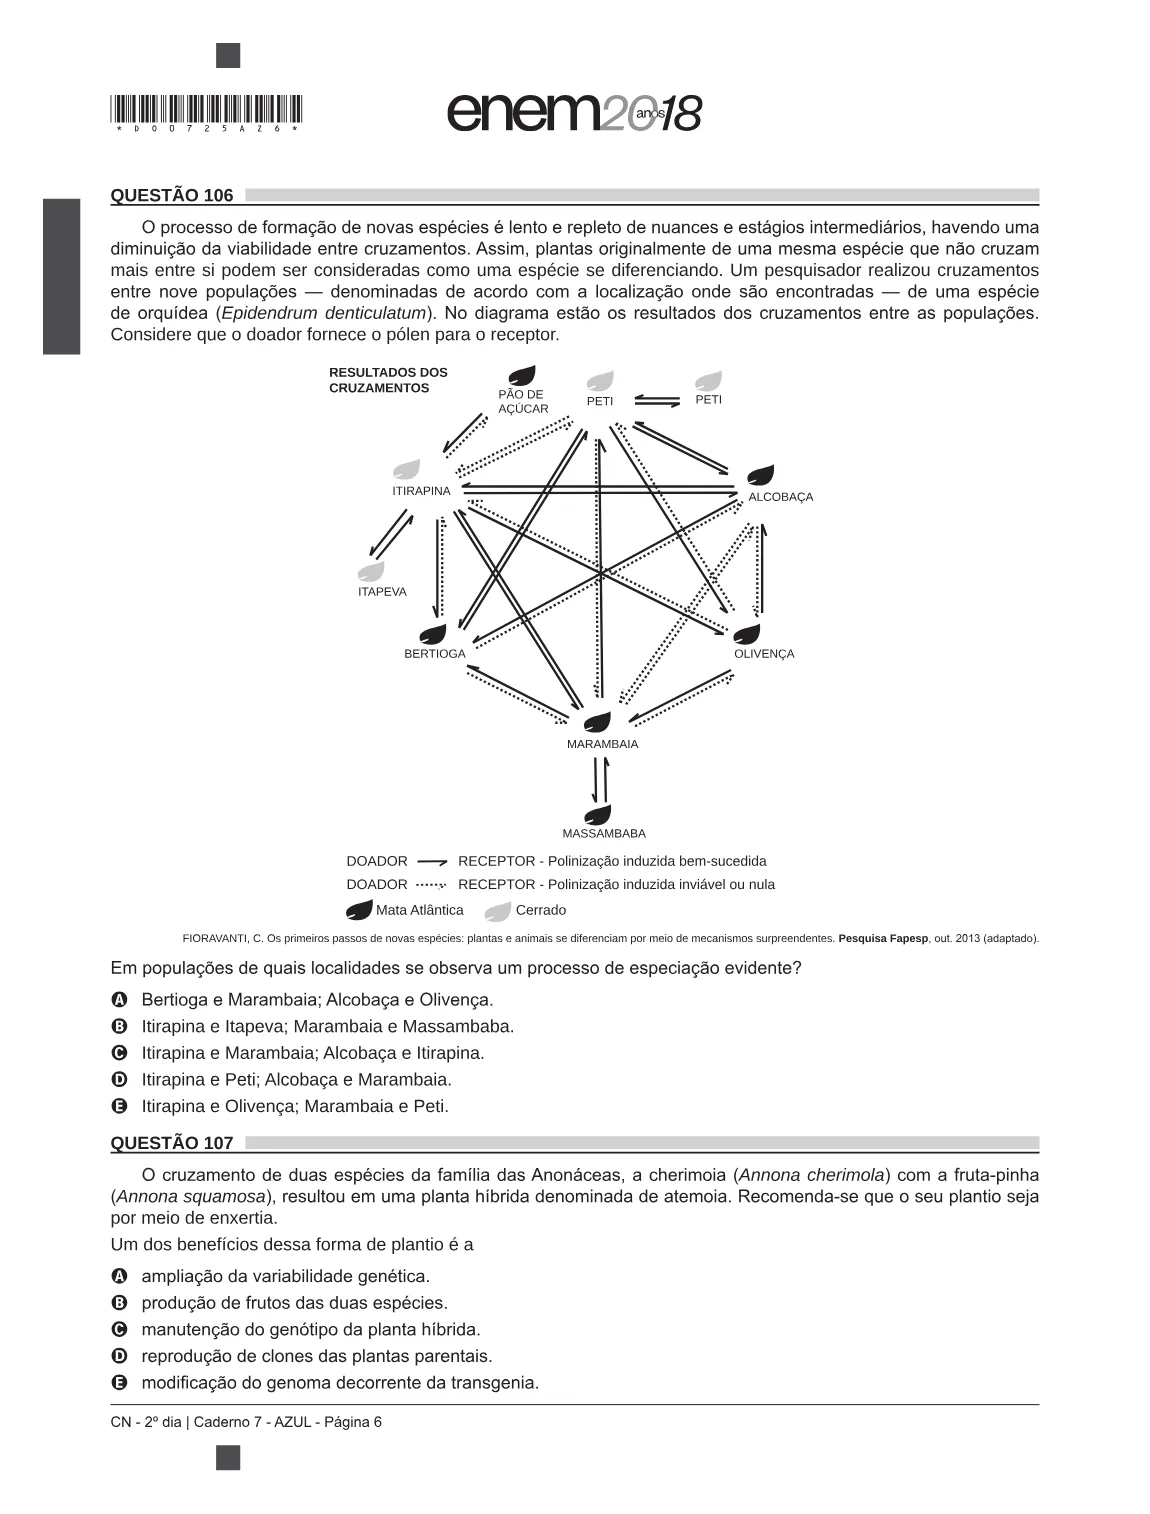 *D0725AZ6*
enem2018
anos
QUESTÃO 106
O processo de formação de novas espécies é lento e repleto de nuances e estágios intermediários, havendo uma
diminuição da viabilidade entre cruzamentos. Assim, plantas originalmente de uma mesma espécie que não cruzam
mais entre si podem ser consideradas como uma espécie se diferenciando. Um pesquisador realizou cruzamentos
entre nove populações — denominadas de acordo com a localização onde são encontradas — de uma espécie
de orquídea (Epidendrum denticulatum). No diagrama estão os resultados dos cruzamentos entre as populações.
Considere que o doador fornece o pólen para o receptor.
RESULTADOS DOS
CRUZAMENTOS
PÃO DE
AÇÚCAR
PETI
PETI
ITIRAPINA
ALCOBAÇA
ITAPEVA
BERTIOGA
OLIVENÇA
MARAMBAIA
MASSAMBABA
DOADOR RECEPTOR - Polinização induzida bem-sucedida
DOADOR RECEPTOR - Polinização induzida inviável ou nula
Mata Atlântica Cerrado
FIORAVANTI, C. Os primeiros passos de novas espécies: plantas e animais se diferenciam por meio de mecanismos surpreendentes. Pesquisa Fapesp, out. 2013 (adaptado).
Em populações de quais localidades se observa um processo de especiação evidente?
A Bertioga e Marambaia; Alcobaça e Olivença.
B Itirapina e Itapeva; Marambaia e Massambaba.
C Itirapina e Marambaia; Alcobaça e Itirapina.
D Itirapina e Peti; Alcobaça e Marambaia.
E Itirapina e Olivença; Marambaia e Peti.
QUESTÃO 107
O cruzamento de duas espécies da família das Anonáceas, a cherimoia (Annona cherimola) com a fruta-pinha
(Annona squamosa), resultou em uma planta híbrida denominada de atemoia. Recomenda-se que o seu plantio seja
por meio de enxertia.
Um dos benefícios dessa forma de plantio é a
A ampliação da variabilidade genética.
B produção de frutos das duas espécies.
C manutenção do genótipo da planta híbrida.
D reprodução de clones das plantas parentais.
E modificação do genoma decorrente da transgenia.
CN - 2º dia | Caderno 7 - AZUL - Página 6